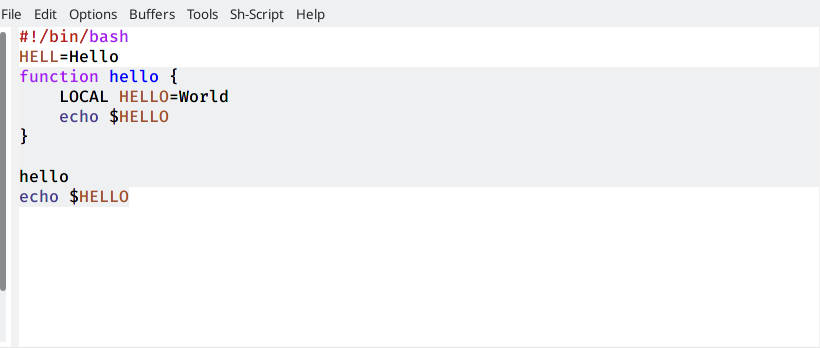 File Edit Options Buffers Tools Sh-Script Help
#!/bin/bash
HELL=Hello
function hello {
    LOCAL HELLO=World
    echo $HELLO
}

hello
echo $HELLO